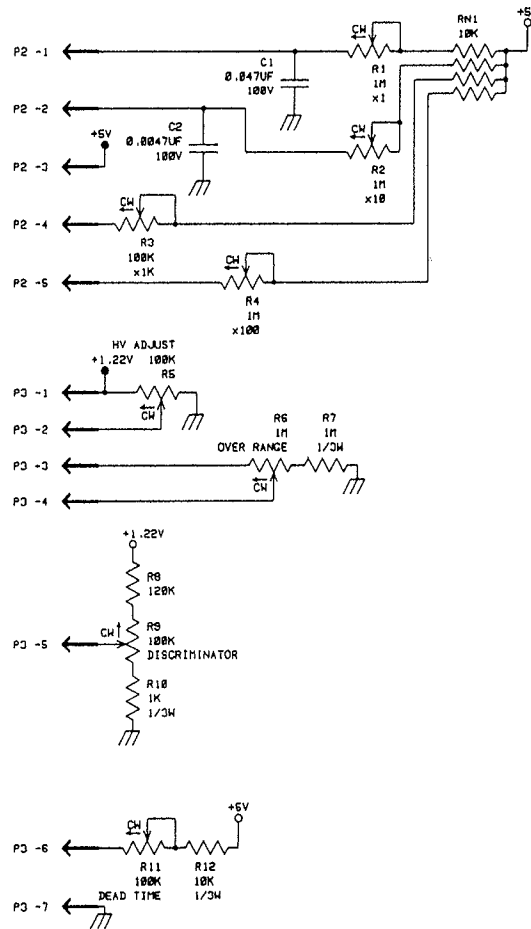 +5
RN1
10K
P2 -1
CW
C1
0.047UF
100V
R1
1M
x1
P2 -2
CW
C2
0.0047UF
100V
+5V
R2
1M
x10
P2 -3
CW
P2 -4
R3
100K
x1K
CW
P2 -5
R4
1M
x100
HV ADJUST
+1.22V
100K
R5
P3 -1
CW
P3 -2
R6
1M
OVER RANGE
R7
1M
1/3W
P3 -3
CW
P3 -4
+1.22V
R8
120K
CW
R9
100K
DISCRIMINATOR
P3 -5
R10
1K
1/3W
+5V
CW
P3 -6
R11
100K
DEAD TIME
R12
10K
1/3W
P3 -7